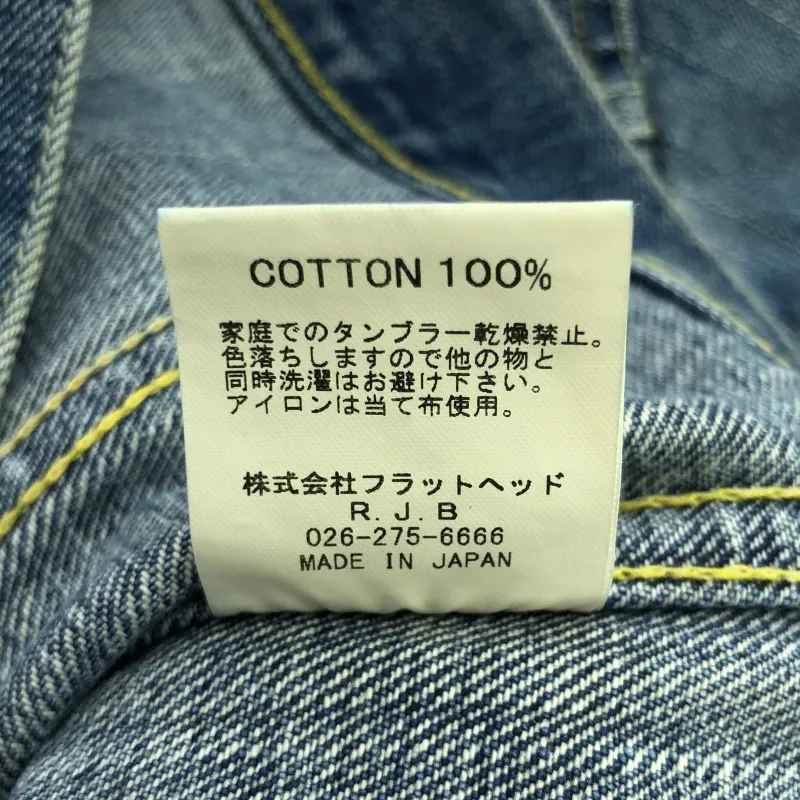 COTTON 100%
家庭でのタンブラー乾燥禁止。
色落ちしますので他の物と
同時洗濯はお避け下さい。
アイロンは当て布使用。
株式会社フラットヘッド
R.J.B
026-275-6666
MADE IN JAPAN